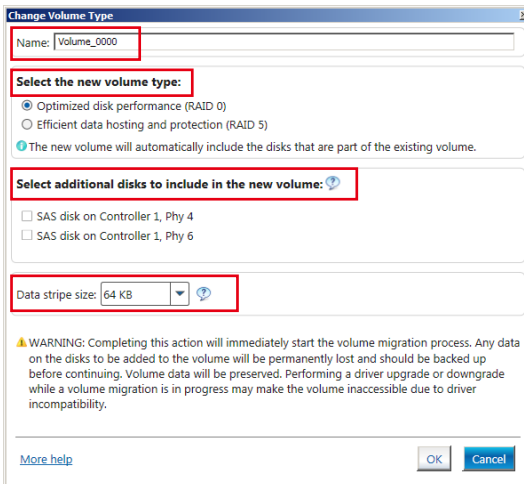 Change Volume Type
Name: Volume_0000
Select the new volume type:
Optimized disk performance (RAID 0)
Efficient data hosting and protection (RAID 5)
The new volume will automatically include the disks that are part of the existing volume.
Select additional disks to include in the new volume:
SAS disk on Controller 1, Phy 4
SAS disk on Controller 1, Phy 6
Data stripe size: 64 KB
WARNING: Completing this action will immediately start the volume migration process. Any data
on the disks to be added to the volume will be permanently lost and should be backed up
before continuing. Volume data will be preserved. Performing a driver upgrade or downgrade
while a volume migration is in progress may make the volume inaccessible due to driver
incompatibility.
More help
OK
Cancel